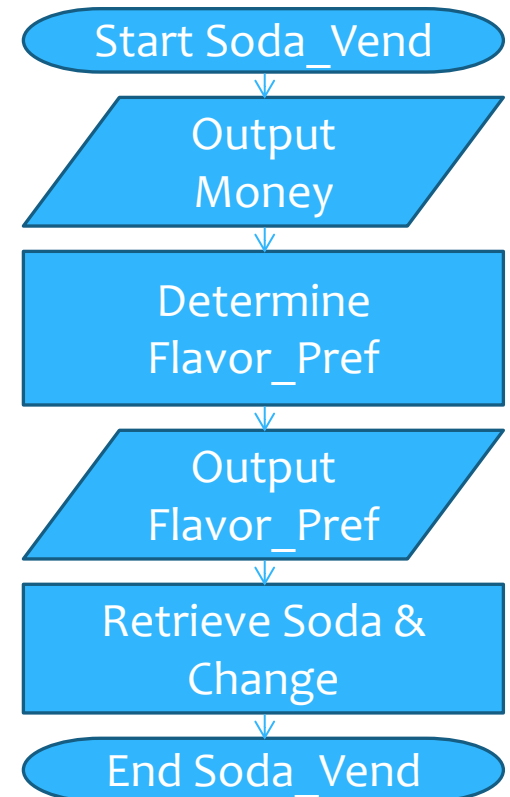 Start Soda_Vend
Output
Money
Determine
Flavor_Pref
Output
Flavor_Pref
Retrieve Soda &
Change
End Soda_Vend